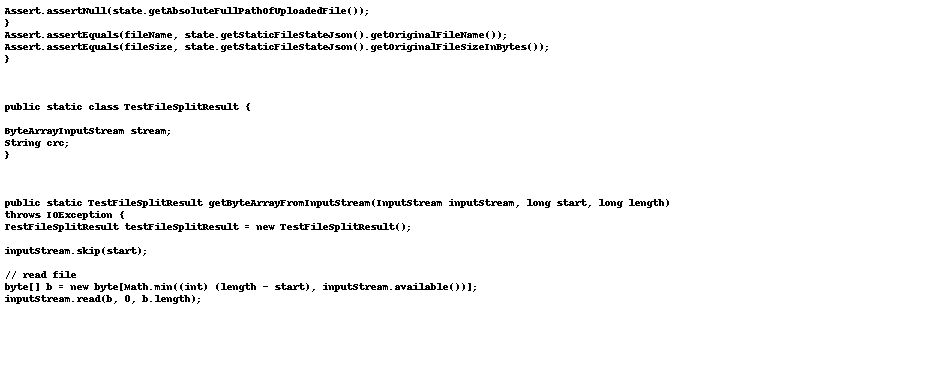 Assert.assertNull(state.getAbsoluteFullPathOfUploadedFile());
}
Assert.assertEquals(fileName, state.getStaticFileStateJson().getOriginalFileName());
Assert.assertEquals(fileSize, state.getStaticFileStateJson().getOriginalFileSizeInBytes());
}
public static class TestFileSplitResult {
ByteArrayInputStream stream;
String crc;
}
public static TestFileSplitResult getByteArrayFromInputStream(InputStream inputStream, long start, long length)
throws IOException {
TestFileSplitResult testFileSplitResult = new TestFileSplitResult();
inputStream.skip(start);
// read file
byte[] b = new byte[Math.min((int) (length - start), inputStream.available())];
inputStream.read(b, 0, b.length);